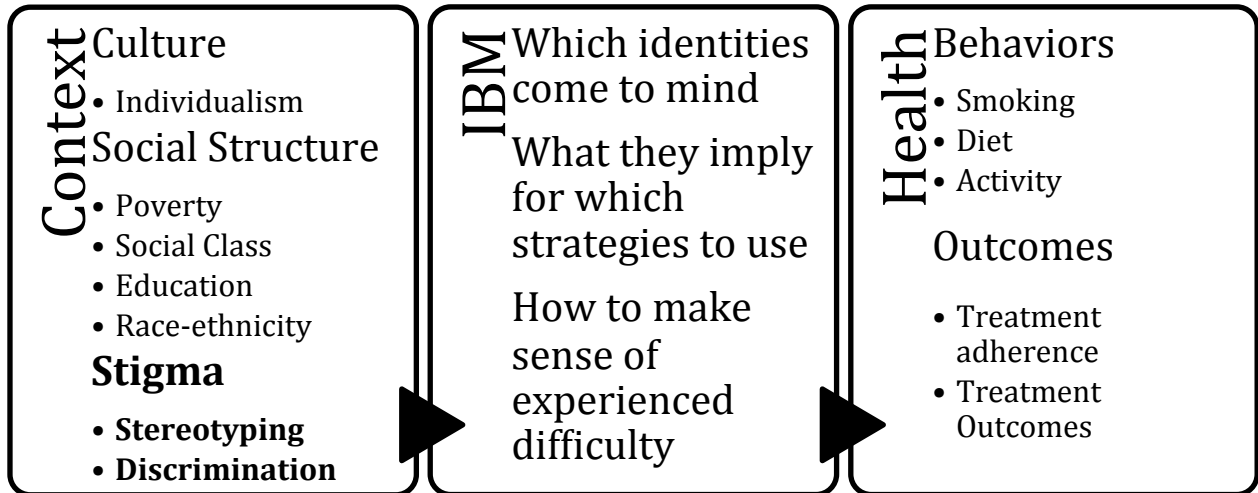 Context
Culture
• Individualism
Social Structure
• Poverty
• Social Class
• Education
• Race-ethnicity
Stigma
• Stereotyping
• Discrimination
IBM
Which identities
come to mind
What they imply
for which
strategies to use
How to make
sense of
experienced
difficulty
Health
Behaviors
• Smoking
• Diet
• Activity
Outcomes
• Treatment
adherence
• Treatment
Outcomes